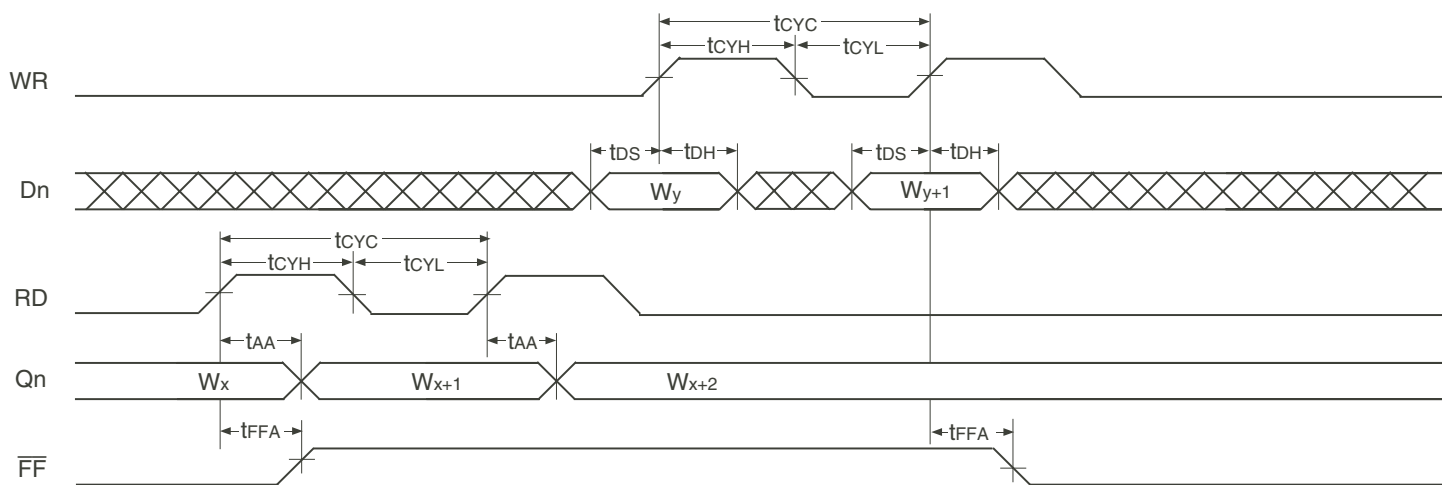 tCYC
tCYH tCYL
WR
tDS tDH tDS tDH
Dn Wy Wy+1
tCYC
tCYH tCYL
RD
tAA tAA
Qn Wx Wx+1 Wx+2
tFFA tFFA
F̅F̅